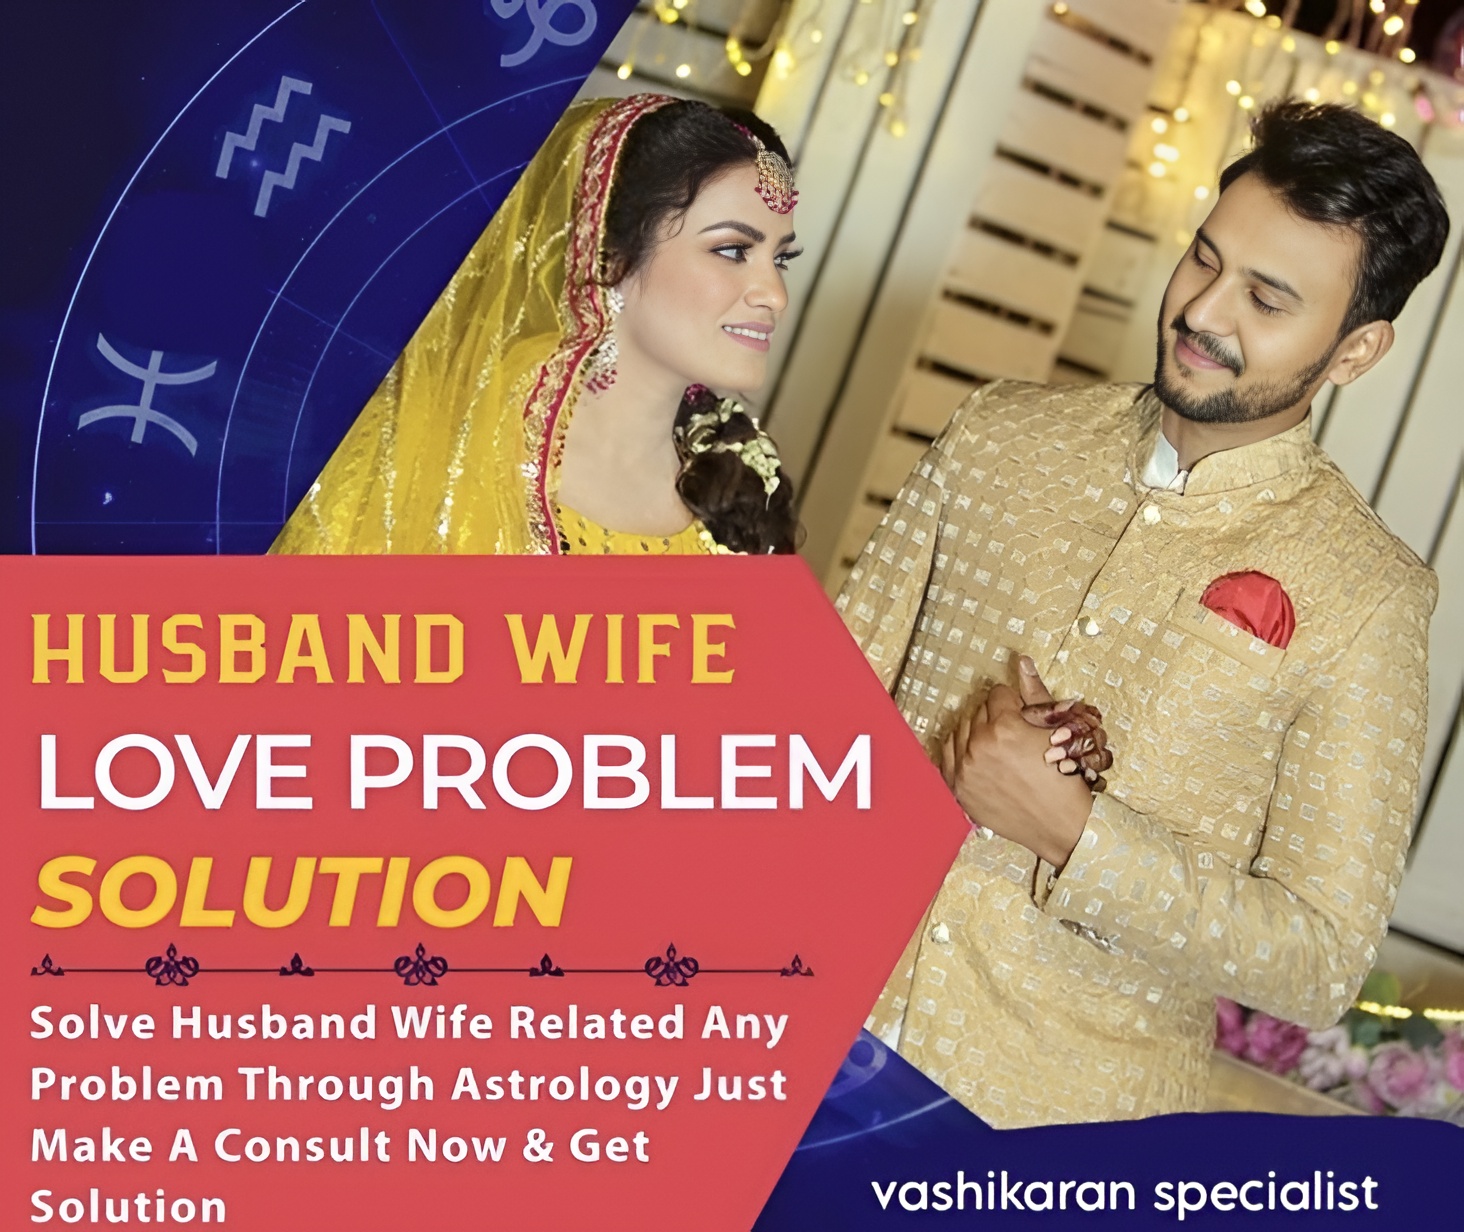 HUSBAND WIFE
LOVE PROBLEM
SOLUTION
Solve Husband Wife Related Any
Problem Through Astrology Just
Make A Consult Now & Get
Solution
vashikaran specialist